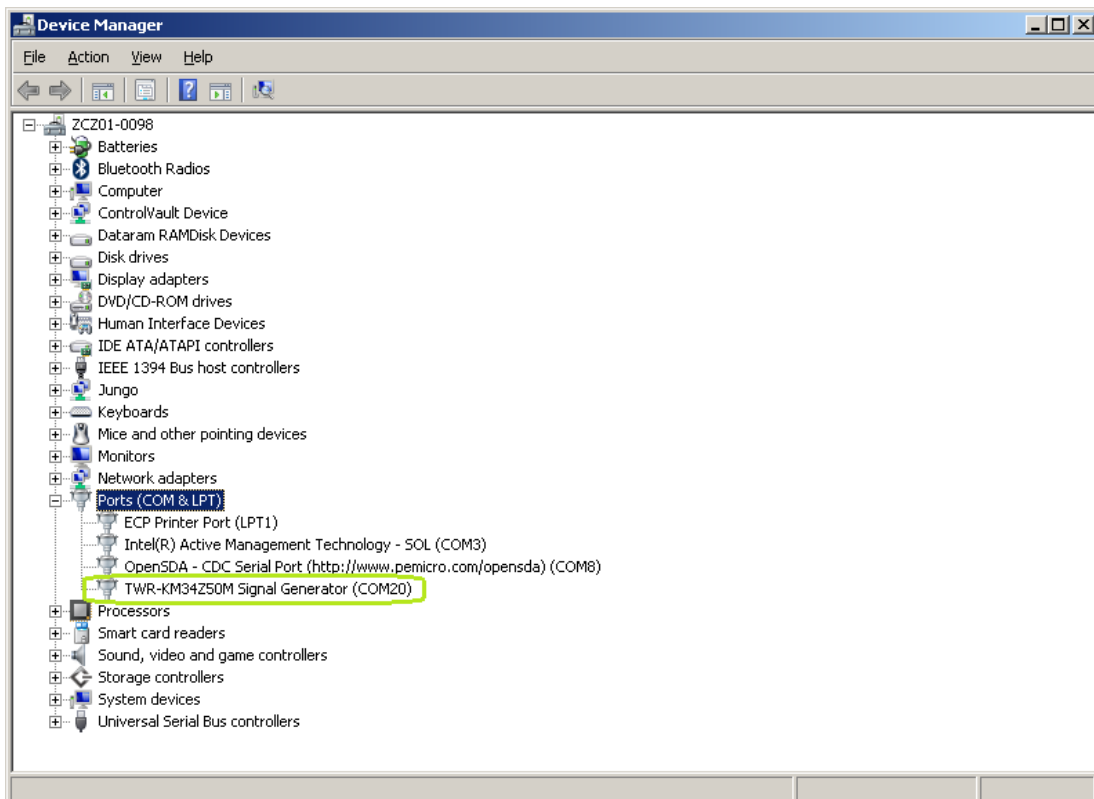 Device Manager
File Action View Help
ZCZ01-0098
Batteries
Bluetooth Radios
Computer
ControlVault Device
Dataram RAMDisk Devices
Disk drives
Display adapters
DVD/CD-ROM drives
Human Interface Devices
IDE ATA/ATAPI controllers
IEEE 1394 Bus host controllers
Jungo
Keyboards
Mice and other pointing devices
Monitors
Network adapters
Ports (COM & LPT)
ECP Printer Port (LPT1)
Intel(R) Active Management Technology - SOL (COM3)
OpenSDA - CDC Serial Port (http://www.pemicro.com/opensda) (COM8)
TWR-KM34Z50M Signal Generator (COM20)
Processors
Smart card readers
Sound, video and game controllers
Storage controllers
System devices
Universal Serial Bus controllers